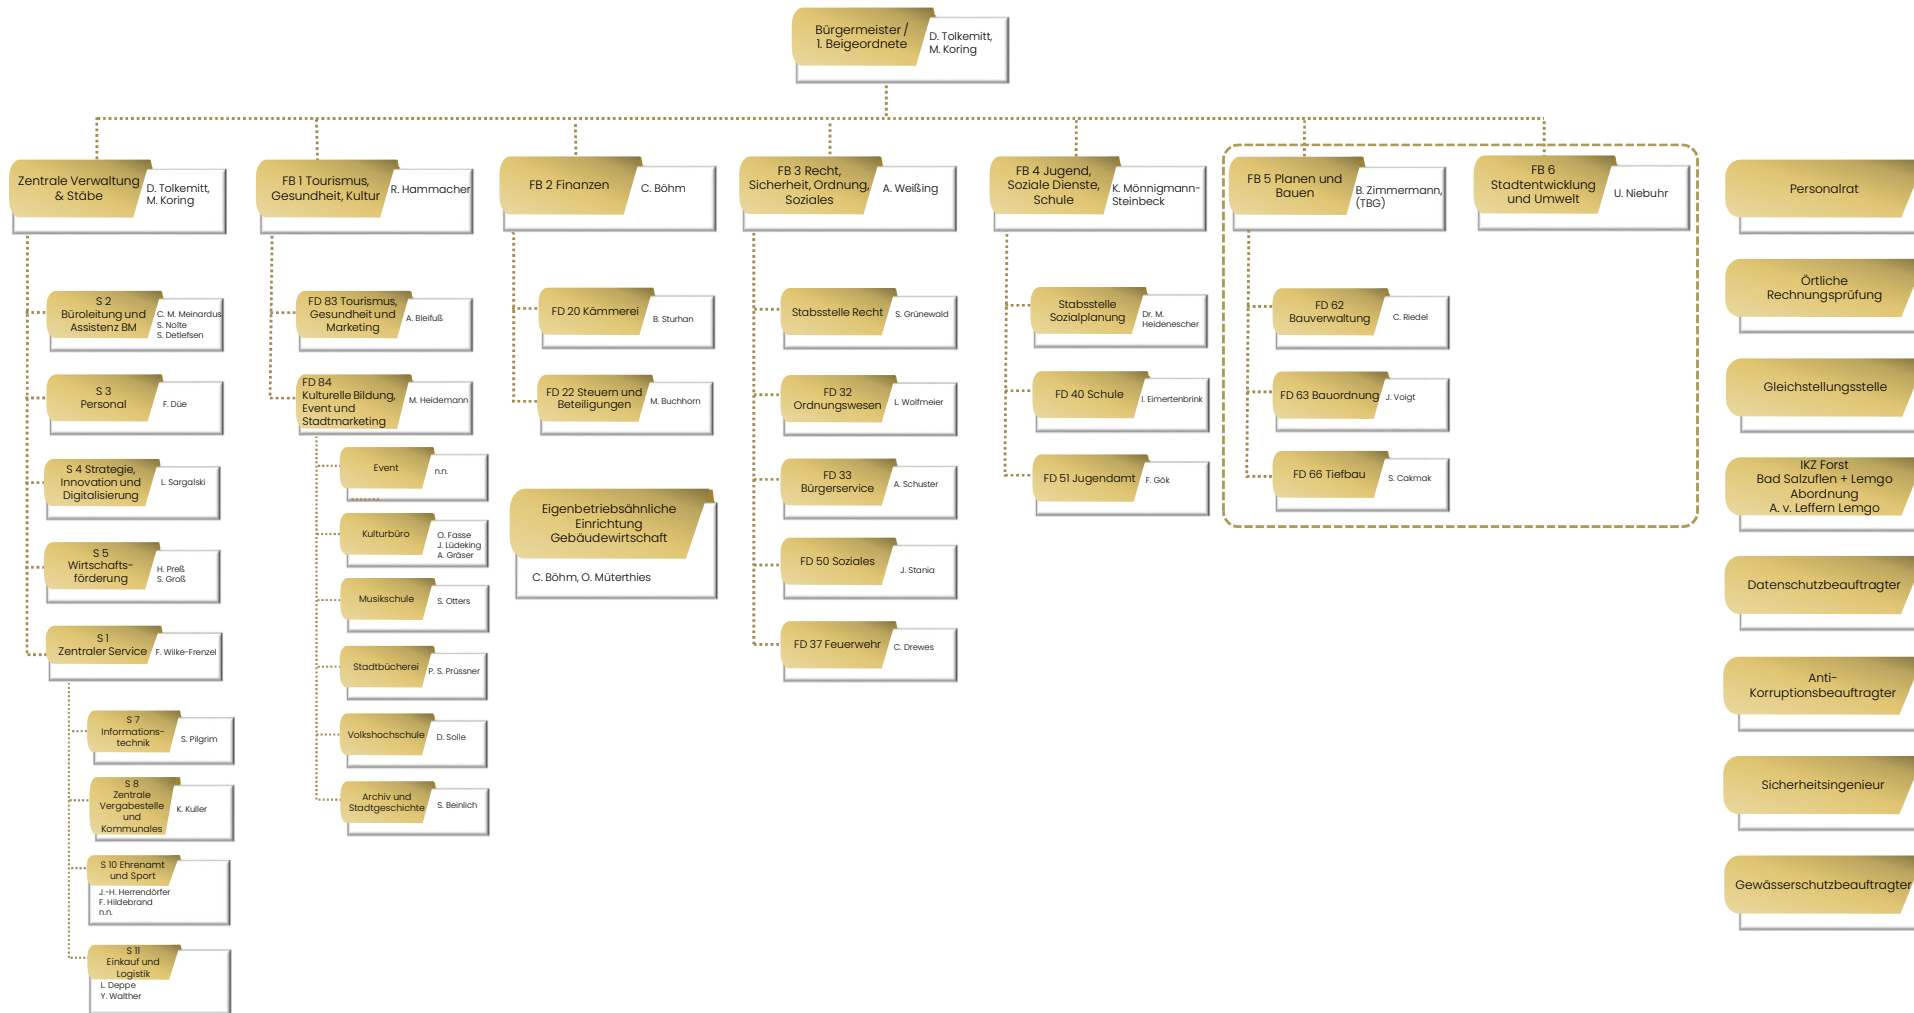 Bürgermeister /
1. Beigeordnete
D. Tolkemitt,
M. Koring
Zentrale Verwaltung
& Stäbe
D. Tolkemitt,
M. Koring
S 2
Büroleitung und
Assistenz BM
C. M. Meinardus
S. Nolte
S. Detlefsen
S 3
Personal
F. Düe
S 4 Strategie,
Innovation und
Digitalisierung
L. Sargalski
S 5
Wirtschafts-
förderung
H. Preß
S. Groß
S 1
Zentraler Service
F. Wilke-Frenzel
S 7
Informations-
technik
S. Pilgrim
S 8
Zentrale
Vergabestelle
und
Kommunales
K. Kuller
S 10 Ehrenamt
und Sport
J.-H. Herrendörfer
F. Hildebrand
n.n.
S 11
Einkauf und
Logistik
L. Deppe
Y. Walther
FB 1 Tourismus,
Gesundheit, Kultur
R. Hammacher
FD 83 Tourismus,
Gesundheit und
Marketing
A. Bleifuß
FD 84
Kulturelle Bildung,
Event und
Stadtmarketing
M. Heidemann
Event
n.n.
Kulturbüro
O. Fasse
J. Lüdeking
A. Gräser
Musikschule
S. Otters
Stadtbücherei
P. S. Prüssner
Volkshochschule
D. Solle
Archiv und
Stadtgeschichte
S. Beinlich
FB 2 Finanzen
C. Böhm
FD 20 Kämmerei
B. Sturhan
FD 22 Steuern und
Beteiligungen
M. Buchhorn
Eigenbetriebsähnliche
Einrichtung
Gebäudewirtschaft
C. Böhm, O. Müterthies
FB 3 Recht,
Sicherheit, Ordnung,
Soziales
A. Weißing
Stabsstelle Recht
S. Grünewald
FD 32
Ordnungswesen
L. Wolfmeier
FD 33
Bürgerservice
A. Schuster
FD 50 Soziales
J. Stania
FD 37 Feuerwehr
C. Drewes
FB 4 Jugend,
Soziale Dienste,
Schule
K. Mönnigmann-
Steinbeck
Stabsstelle
Sozialplanung
Dr. M.
Heidenescher
FD 40 Schule
I. Eimertenbrink
FD 51 Jugendamt
F. Gök
FB 5 Planen und
Bauen
B. Zimmermann,
(TBG)
FD 62
Bauverwaltung
C. Riedel
FD 63 Bauordnung
J. Voigt
FD 66 Tiefbau
S. Cakmak
FB 6
Stadtentwicklung
und Umwelt
U. Niebuhr
Personalrat
Örtliche
Rechnungsprüfung
Gleichstellungsstelle
IKZ Forst
Bad Salzuflen + Lemgo
Abordnung
A. v. Leffern Lemgo
Datenschutzbeauftragter
Anti-
Korruptionsbeauftragter
Sicherheitsingenieur
Gewässerschutzbeauftragter